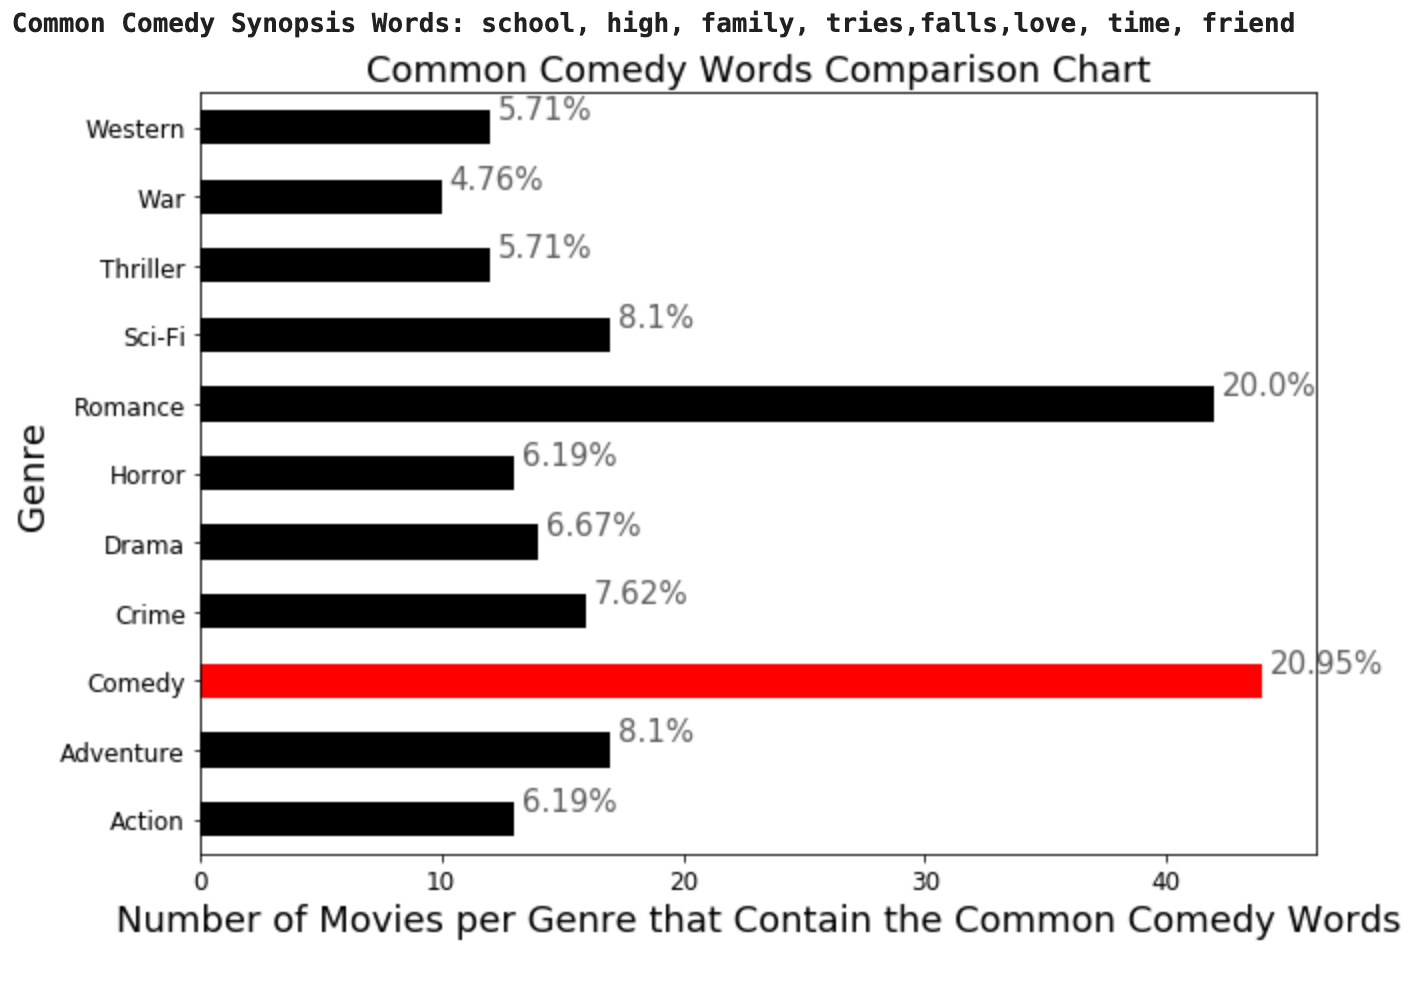 Common Comedy Synopsis Words: school, high, family, tries,falls,love, time, friend
Common Comedy Words Comparison Chart
Western 5.71%
War 4.76%
Thriller 5.71%
Sci-Fi 8.1%
Romance 20.0%
Horror 6.19%
Drama 6.67%
Crime 7.62%
Comedy 20.95%
Adventure 8.1%
Action 6.19%
Genre
0 10 20 30 40
Number of Movies per Genre that Contain the Common Comedy Words